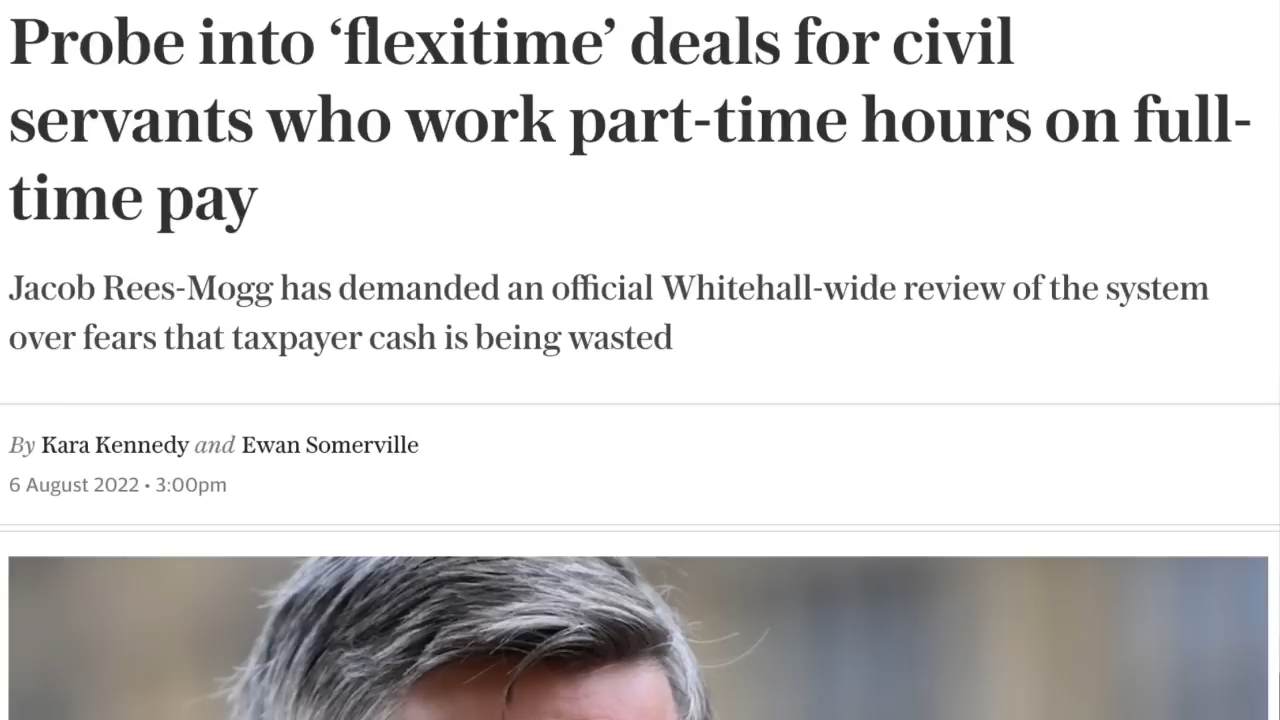 Probe into ‘flexitime’ deals for civil
servants who work part-time hours on full-
time pay
Jacob Rees-Mogg has demanded an official Whitehall-wide review of the system
over fears that taxpayer cash is being wasted
By Kara Kennedy and Ewan Somerville
6 August 2022 • 3:00pm